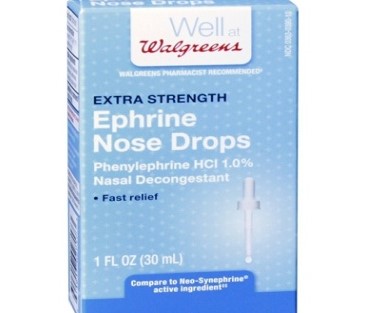 Well at
Walgreens
WALGREENS PHARMACIST RECOMMENDED
EXTRA STRENGTH
Ephrine
Nose Drops
Phenylephrine HCl 1.0%
Nasal Decongestant
• Fast relief
1 FL OZ (30 mL)
Compare to Neo-Synephrine®
active ingredient